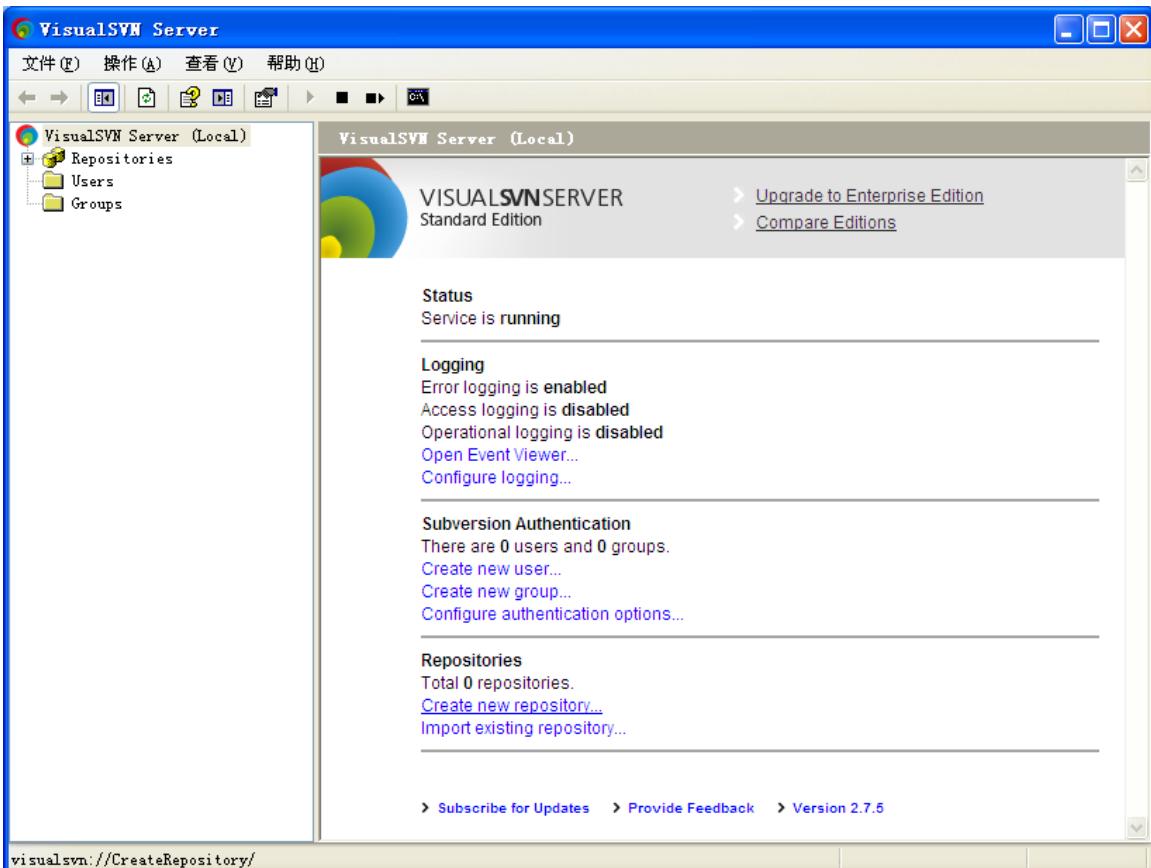 VisualSVN Server
文件(F) 操作(A) 查看(V) 帮助(H)
VisualSVN Server (Local)
Repositories
Users
Groups
VisualSVN Server (Local)
VISUALSVNSERVER
Standard Edition
Upgrade to Enterprise Edition
Compare Editions
Status
Service is running
Logging
Error logging is enabled
Access logging is disabled
Operational logging is disabled
Open Event Viewer...
Configure logging...
Subversion Authentication
There are 0 users and 0 groups.
Create new user...
Create new group...
Configure authentication options...
Repositories
Total 0 repositories.
Create new repository...
Import existing repository...
Subscribe for Updates Provide Feedback Version 2.7.5
visualsvn://CreateRepository/